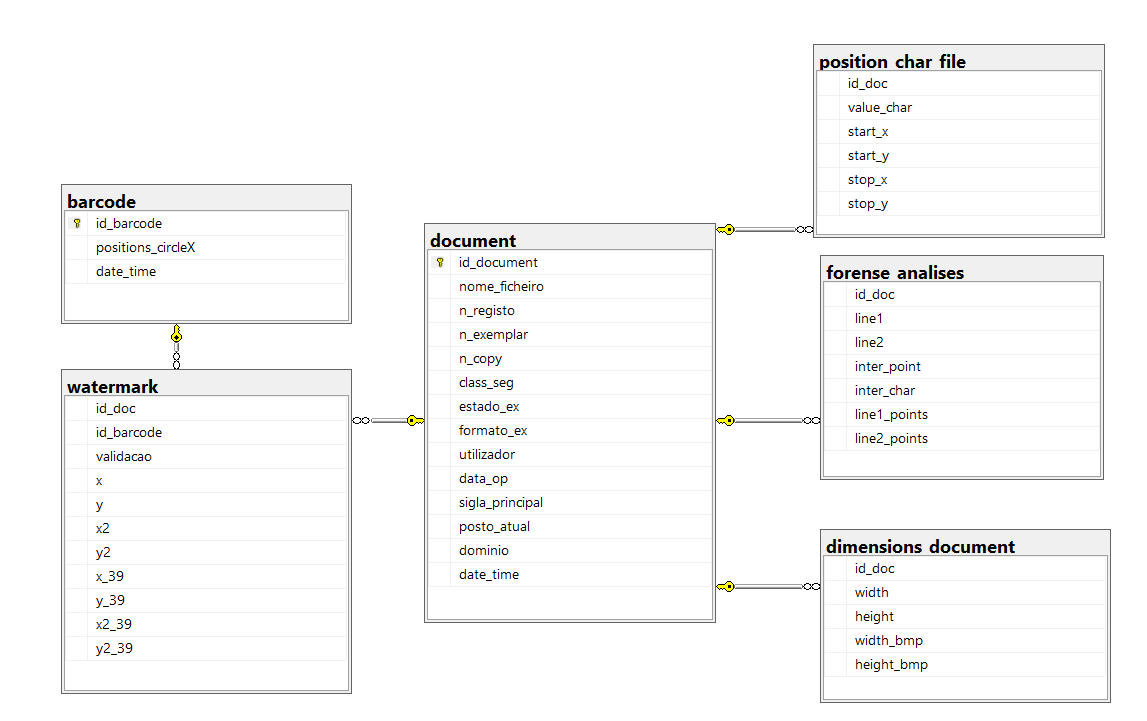 barcode
id_barcode
positions_circleX
date_time
watermark
id_doc
id_barcode
validacao
x
y
x2
y2
x_39
y_39
x2_39
y2_39
document
id_document
nome_ficheiro
n_registo
n_exemplar
n_copy
class_seg
estado_ex
formato_ex
utilizador
data_op
sigla_principal
posto_atual
dominio
date_time
position_char_file
id_doc
value_char
start_x
start_y
stop_x
stop_y
forense_analises
id_doc
line1
line2
inter_point
inter_char
line1_points
line2_points
dimensions_document
id_doc
width
height
width_bmp
height_bmp